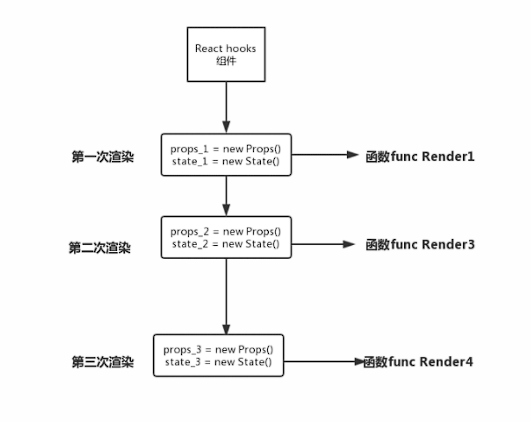 React hooks
组件
第一次渲染
props_1 = new Props()
state_1 = new State()
函数func Render1
第二次渲染
props_2 = new Props()
state_2 = new State()
函数func Render3
第三次渲染
props_3 = new Props()
state_3 = new State()
函数func Render4